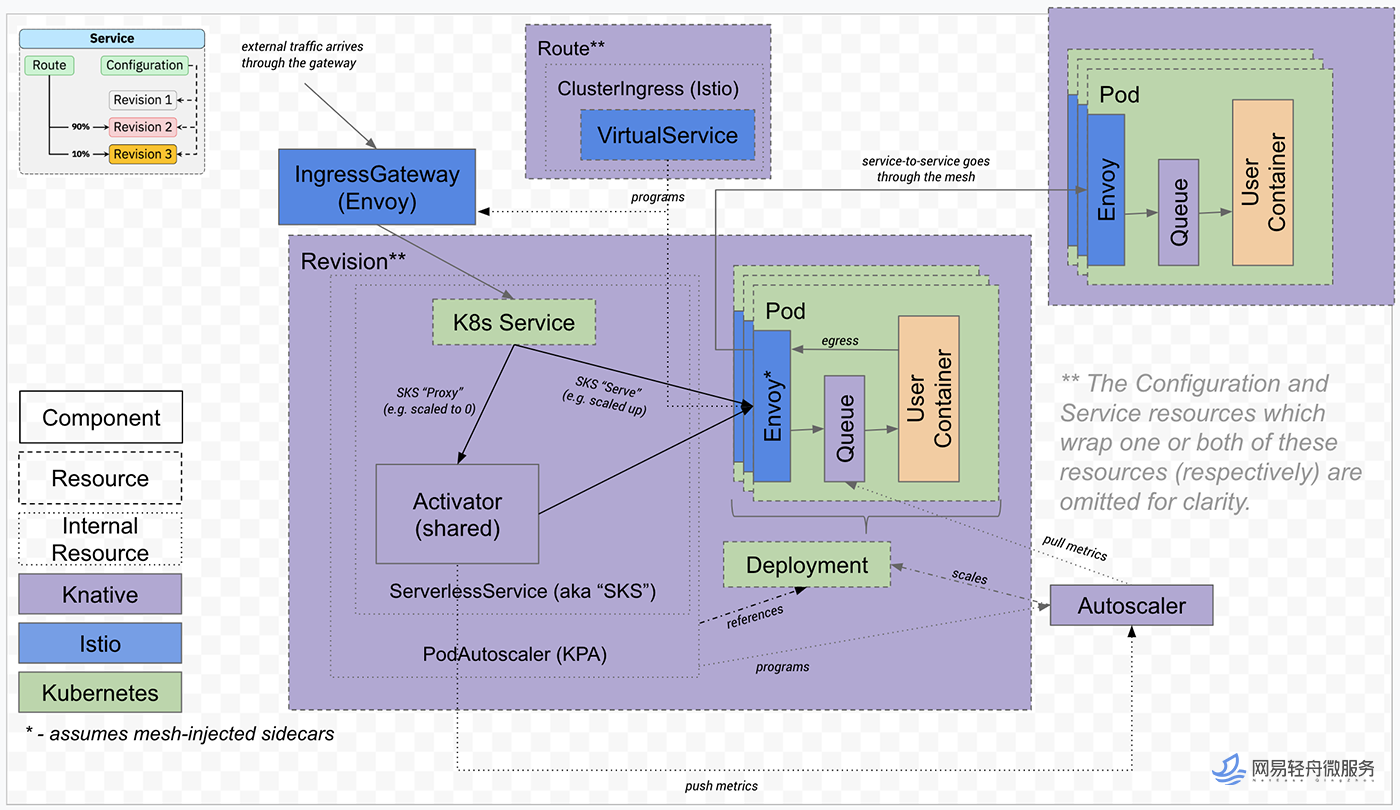 Service
Route
Configuration
Revision 1
90%
Revision 2
10%
Revision 3
external traffic arrives
through the gateway
IngressGateway
(Envoy)
Route**
ClusterIngress (Istio)
VirtualService
programs
service-to-service goes
through the mesh
Pod
Envoy
Queue
User
Container
Revision**
K8s Service
SKS “Proxy”
(e.g. scaled to 0)
SKS “Serve”
(e.g. scaled up)
Activator
(shared)
ServerlessService (aka “SKS”)
PodAutoscaler (KPA)
Pod
egress
Envoy*
Queue
User
Container
Deployment
references
programs
scales
pull metrics
Autoscaler
push metrics
** The Configuration and
Service resources which
wrap one or both of these
resources (respectively) are
omitted for clarity.
Component
Resource
Internal
Resource
Knative
Istio
Kubernetes
* - assumes mesh-injected sidecars
网易轻舟微服务